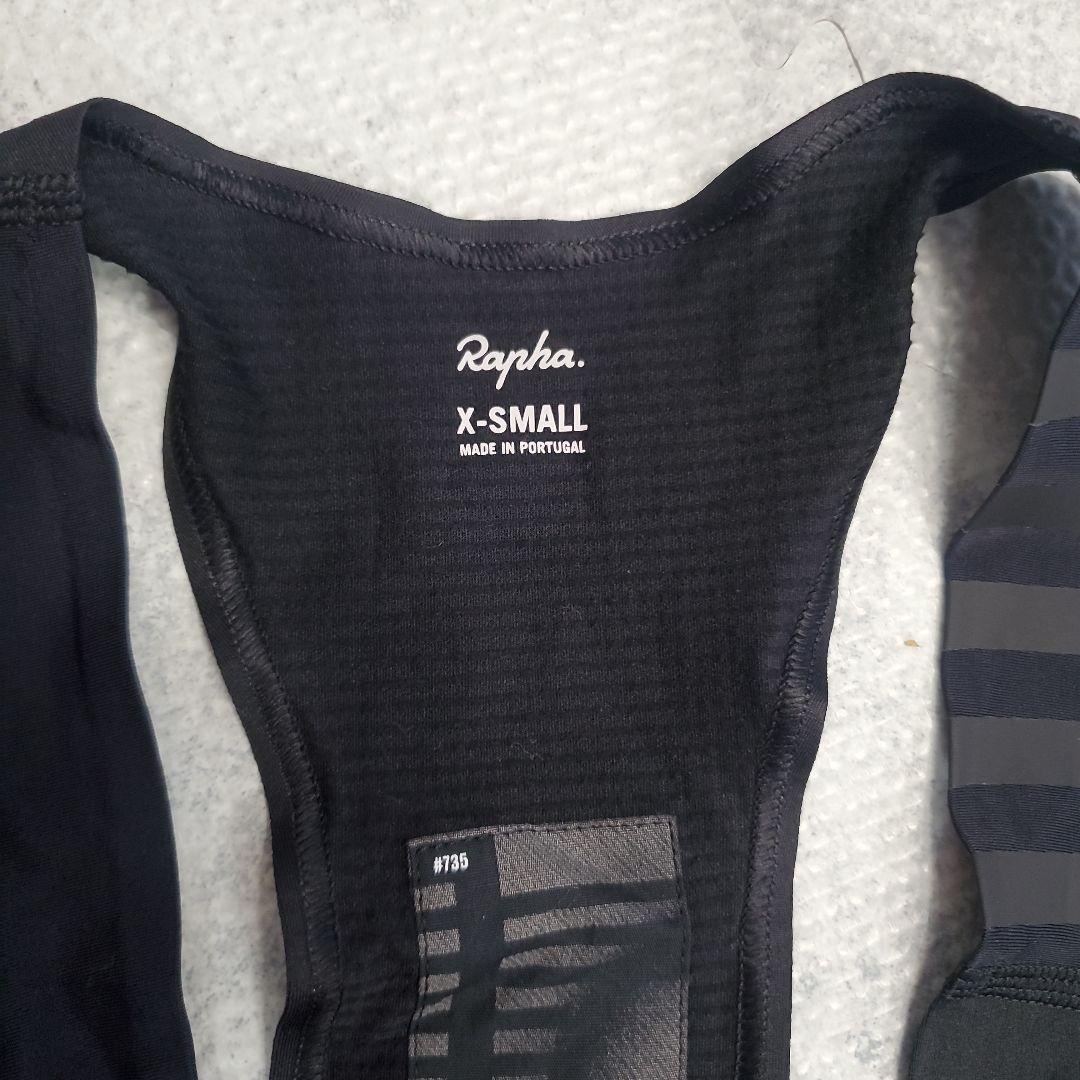 Rapha.
X-SMALL
MADE IN PORTUGAL
#735